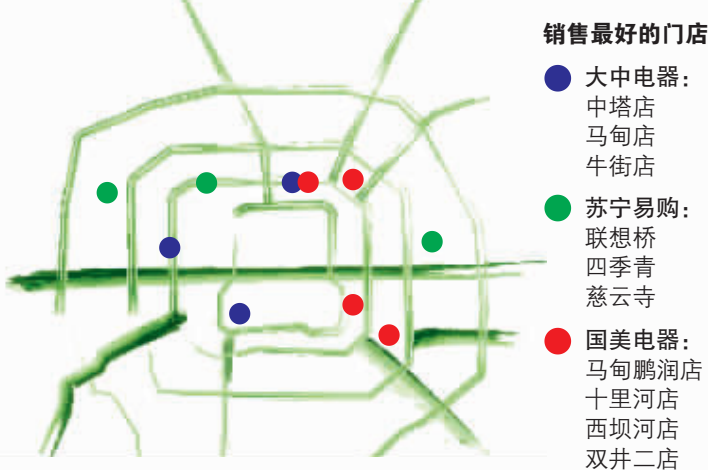 销售最好的门店
大中电器：
中塔店
马甸店
牛街店
苏宁易购：
联想桥
四季青
慈云寺
国美电器：
马甸鹏润店
十里河店
西坝河店
双井二店